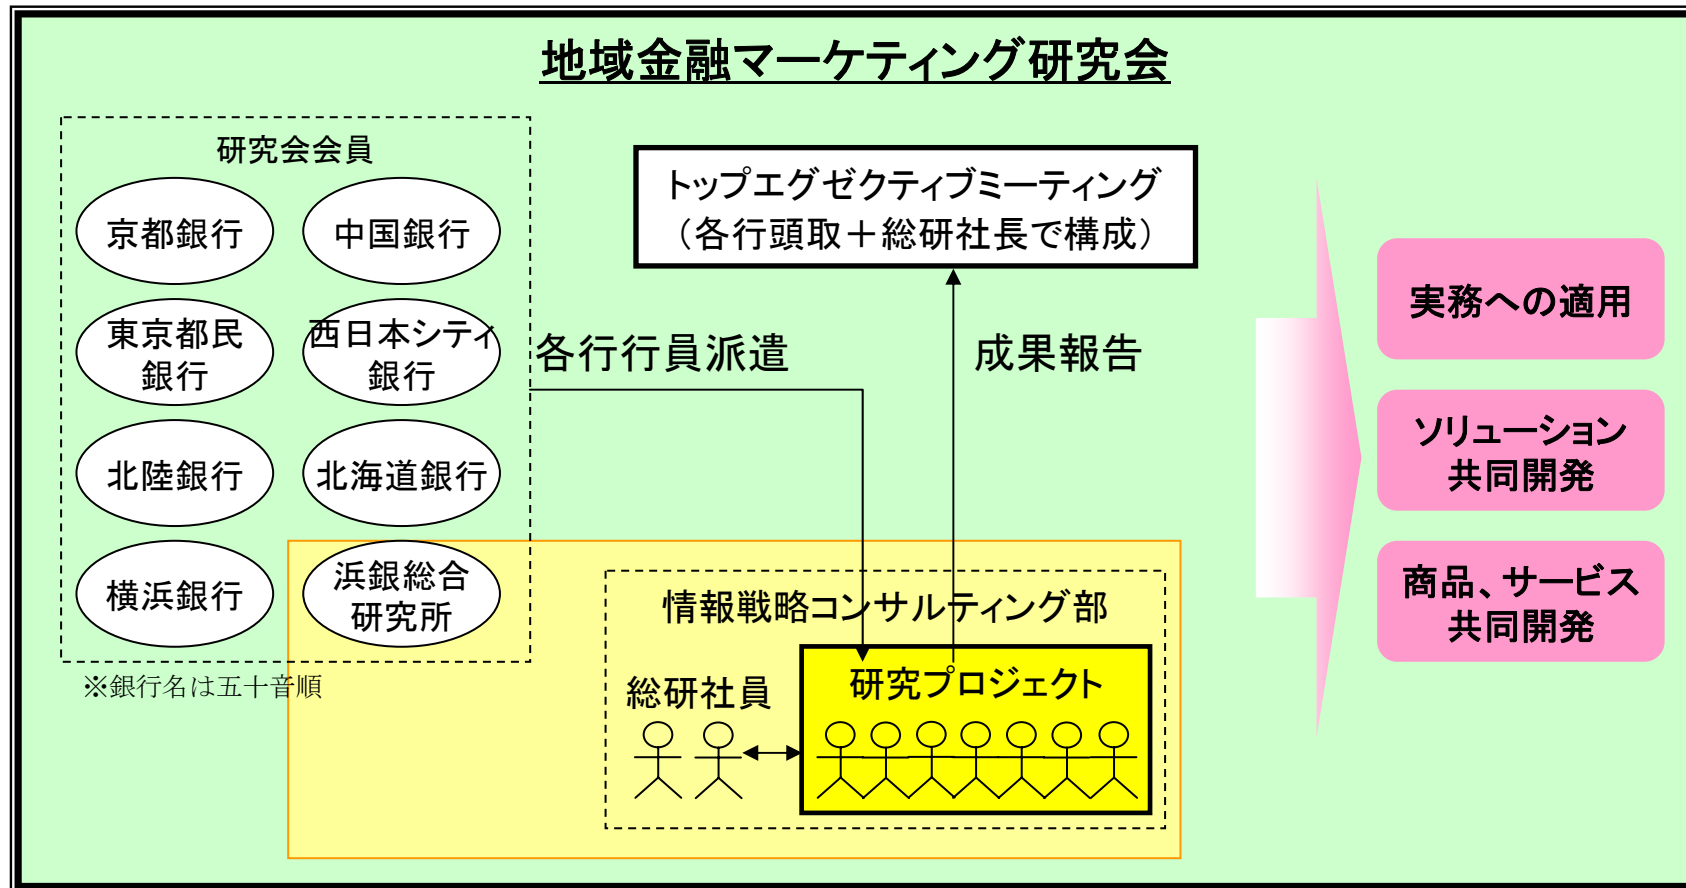 地域金融マーケティング研究会
研究会会員
京都銀行
中国銀行
東京都民
銀行
西日本シティ
銀行
北陸銀行
北海道銀行
横浜銀行
浜銀総合
研究所
※銀行名は五十音順
トップエグゼクティブミーティング
（各行頭取＋総研社長で構成）
各行行員派遣
成果報告
情報戦略コンサルティング部
総研社員
研究プロジェクト
実務への適用
ソリューション
共同開発
商品、サービス
共同開発